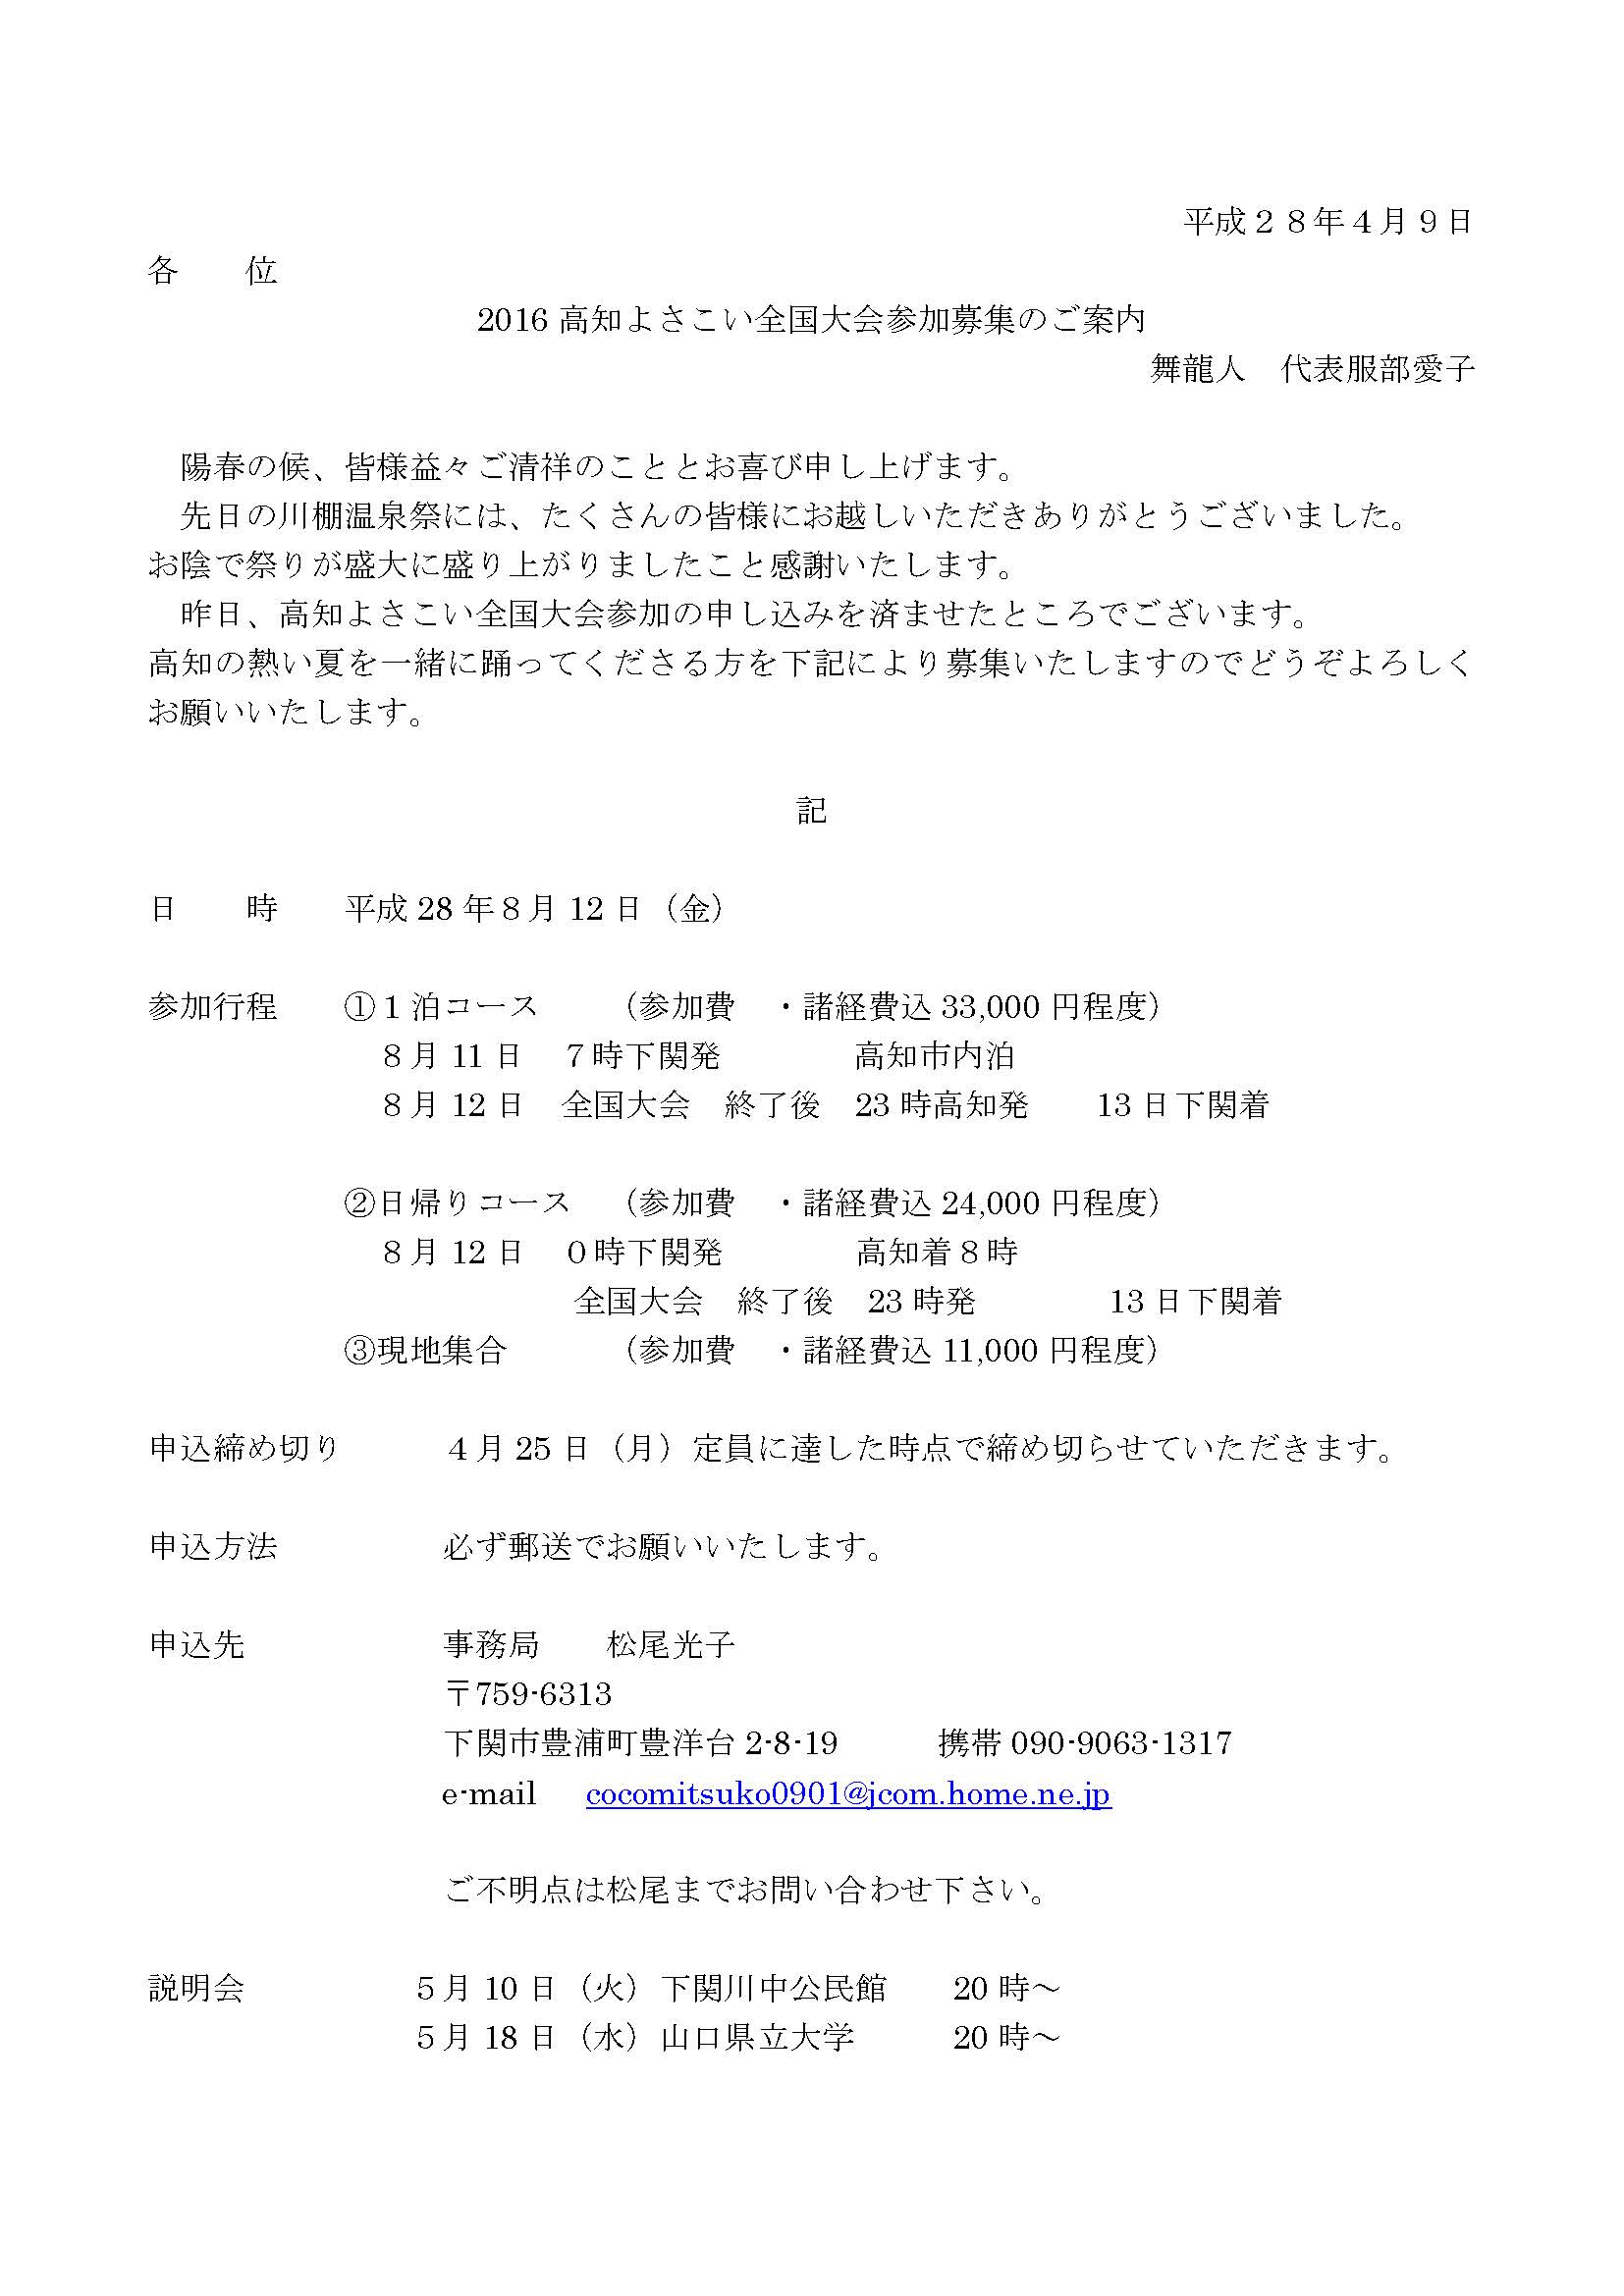 平成２８年４月９日
各　　位
2016 高知よさこい全国大会参加募集のご案内
舞龍人　代表服部愛子
陽春の候、皆様益々ご清祥のこととお喜び申し上げます。
先日の川棚温泉祭には、たくさんの皆様にお越しいただきありがとうございました。
お陰で祭りが盛大に盛り上がりましたこと感謝いたします。
昨日、高知よさこい全国大会参加の申し込みを済ませたところでございます。
高知の熱い夏を一緒に踊ってくださる方を下記により募集いたしますのでどうぞよろしく
お願いいたします。
記
日　　時　　平成 28 年８月 12 日（金）
参加行程　　①１泊コース　　（参加費　・諸経費込 33,000 円程度）
８月 11 日　７時下関発　　　　高知市内泊
８月 12 日　全国大会　終了後　23 時高知発　　13 日下関着
②日帰りコース　（参加費　・諸経費込 24,000 円程度）
８月 12 日　０時下関発　　　　高知着８時
全国大会　終了後　23 時発　　　　13 日下関着
③現地集合　　　（参加費　・諸経費込 11,000 円程度）
申込締め切り　　　４月 25 日（月）定員に達した時点で締め切らせていただきます。
申込方法　　　　　必ず郵送でお願いいたします。
申込先　　　　　　事務局　　松尾光子
〒759-6313
下関市豊浦町豊洋台 2-8-19　　　携帯 090-9063-1317
e-mail　cocomitsuko0901@jcom.home.ne.jp
ご不明点は松尾までお問い合わせ下さい。
説明会　　　　　５月 10 日（火）下関川中公民館　　20 時～
５月 18 日（水）山口県立大学　　　20 時～